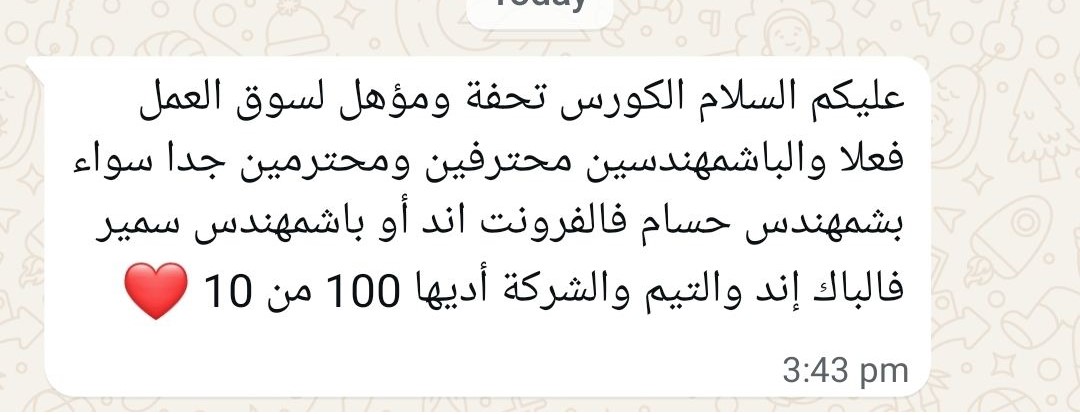 Today
عليكم السلام الكورس تحفة ومؤهل لسوق العمل
فعلا والباشمهندسين محترفين ومحترمين جدا سواء
بشمهندس حسام فالفرونت اند أو باشمهندس سمير
فالباك إند والتيم والشركة أديها 100 من 10 ❤️
3:43 pm